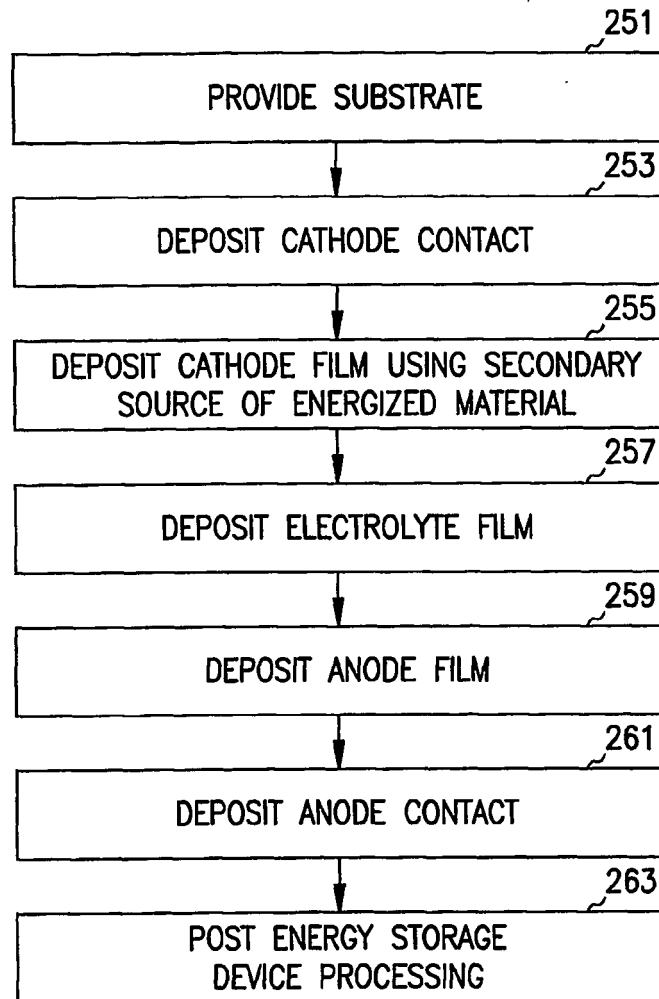 251
PROVIDE SUBSTRATE
253
DEPOSIT CATHODE CONTACT
255
DEPOSIT CATHODE FILM USING SECONDARY
SOURCE OF ENERGIZED MATERIAL
257
DEPOSIT ELECTROLYTE FILM
259
DEPOSIT ANODE FILM
261
DEPOSIT ANODE CONTACT
263
POST ENERGY STORAGE
DEVICE PROCESSING